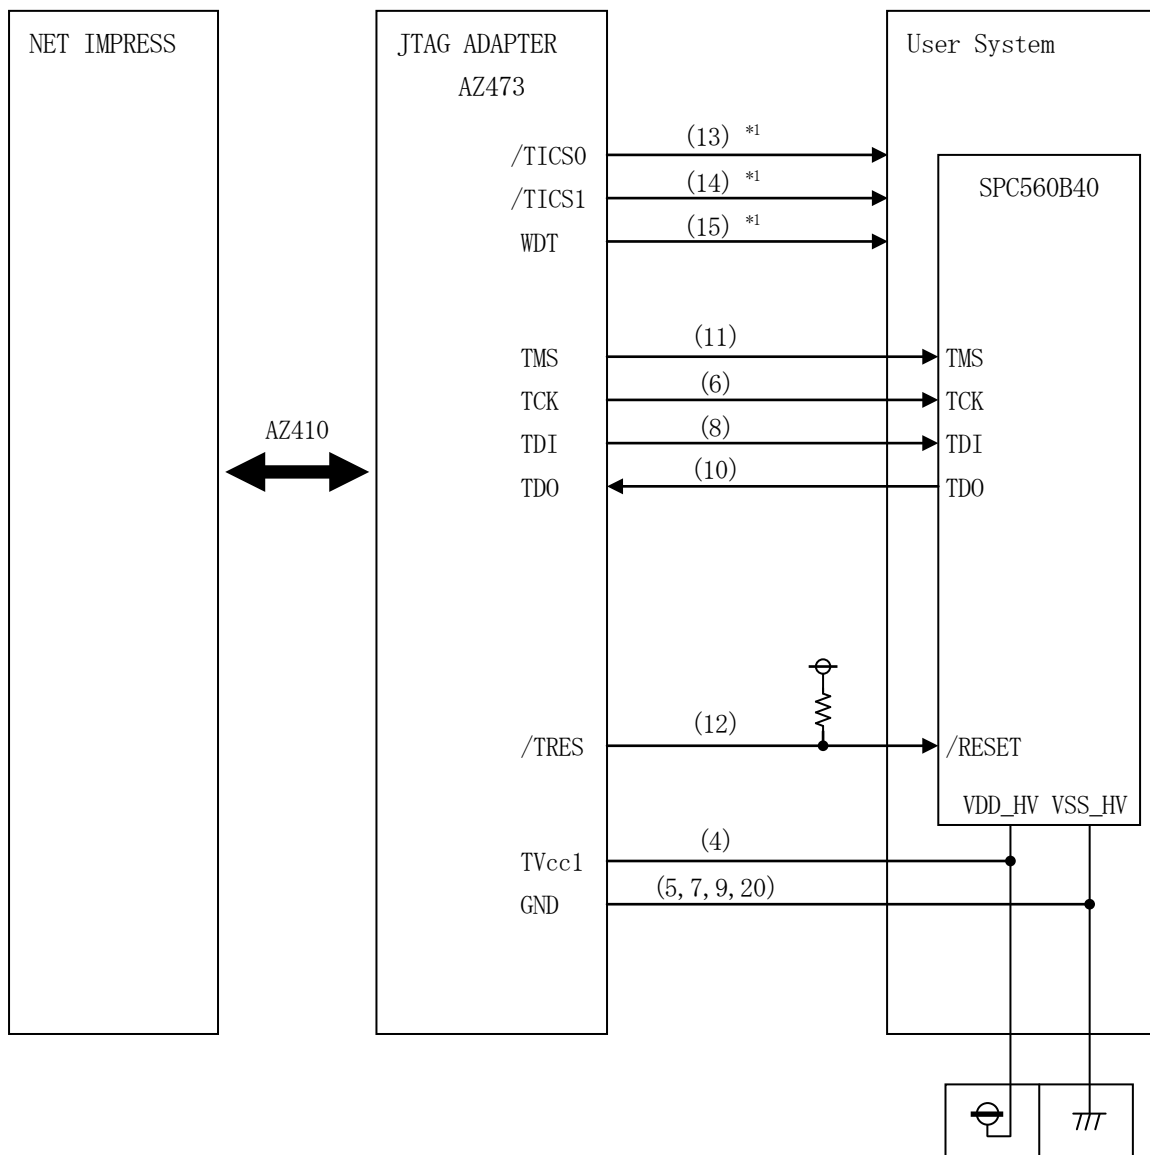 NET IMPRESS
JTAG ADAPTER
AZ473
User System
/TICS0
(13) *1
/TICS1
(14) *1
WDT
(15) *1
SPC560B40
TMS
(11)
TMS
TCK
(6)
TCK
TDI
(8)
TDI
TDO
(10)
TDO
AZ410
/TRES
(12)
/RESET
VDD_HV VSS_HV
TVcc1
(4)
GND
(5,7,9,20)